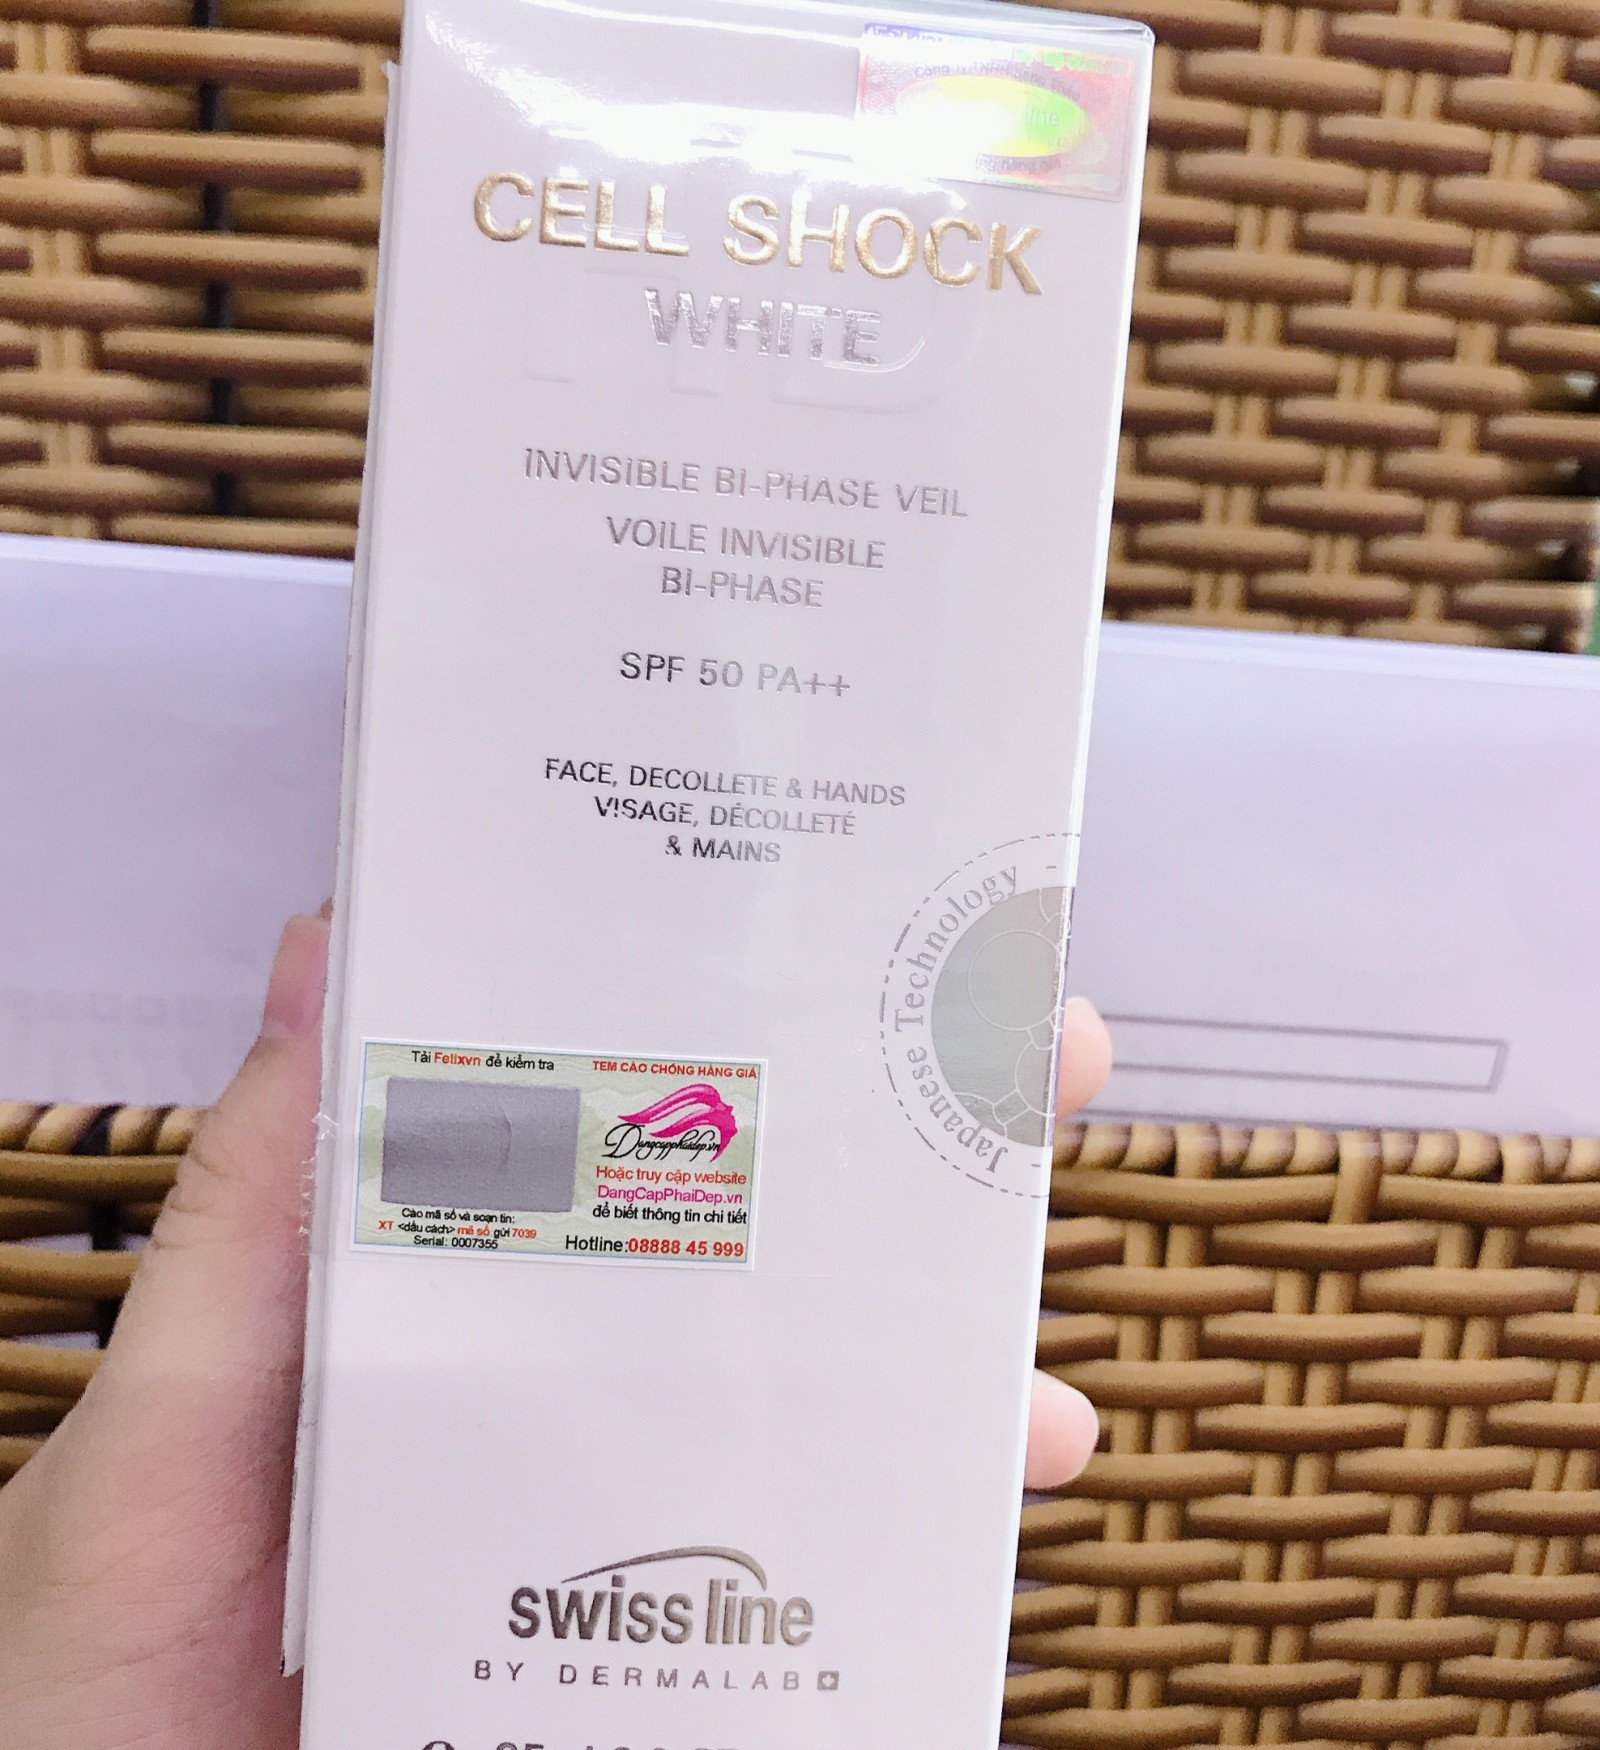 CELL SHOCK
WHITE
INVISIBLE BI-PHASE VEIL
VOILE INVISIBLE
BI-PHASE
SPF 50 PA++
FACE, DECOLLETE & HANDS
VISAGE, DÉCOLLETÉ
& MAINS
Japanese Technology
Tải Felixvn để kiểm tra
TEM CÀO CHỐNG HÀNG GIẢ
Dangcapphaidep.vn
Hoặc truy cập website
DangCapPhaiDep.vn
để biết thông tin chi tiết
Cào mã số và soạn tin:
XT <dấu cách> mã số gửi 7039
Serial: 0007355
Hotline:08888 45 999
swiss line
BY DERMALAB